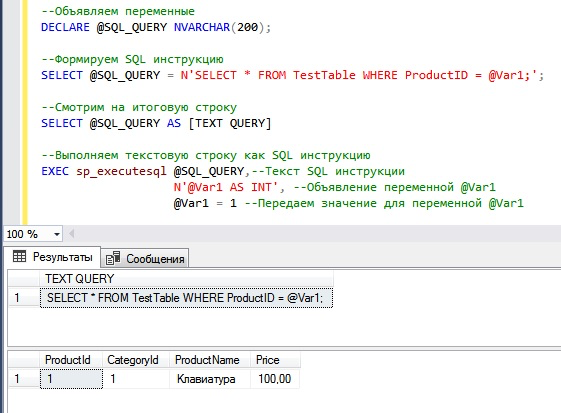 --Объявляем переменные
DECLARE @SQL_QUERY NVARCHAR(200);
--Формируем SQL инструкцию
SELECT @SQL_QUERY = N'SELECT * FROM TestTable WHERE ProductID = @Var1;';
--Смотрим на итоговую строку
SELECT @SQL_QUERY AS [TEXT QUERY]
--Выполняем текстовую строку как SQL инструкцию
EXEC sp_executesql @SQL_QUERY,--Текст SQL инструкции
N'@Var1 AS INT', --Объявление переменной @Var1
@Var1 = 1 --Передаем значение для переменной @Var1
100 %
Результаты Сообщения
TEXT QUERY
1 SELECT * FROM TestTable WHERE ProductID = @Var1;
ProductId CategoryId ProductName Price
1 1 1 Клавиатура 100,00